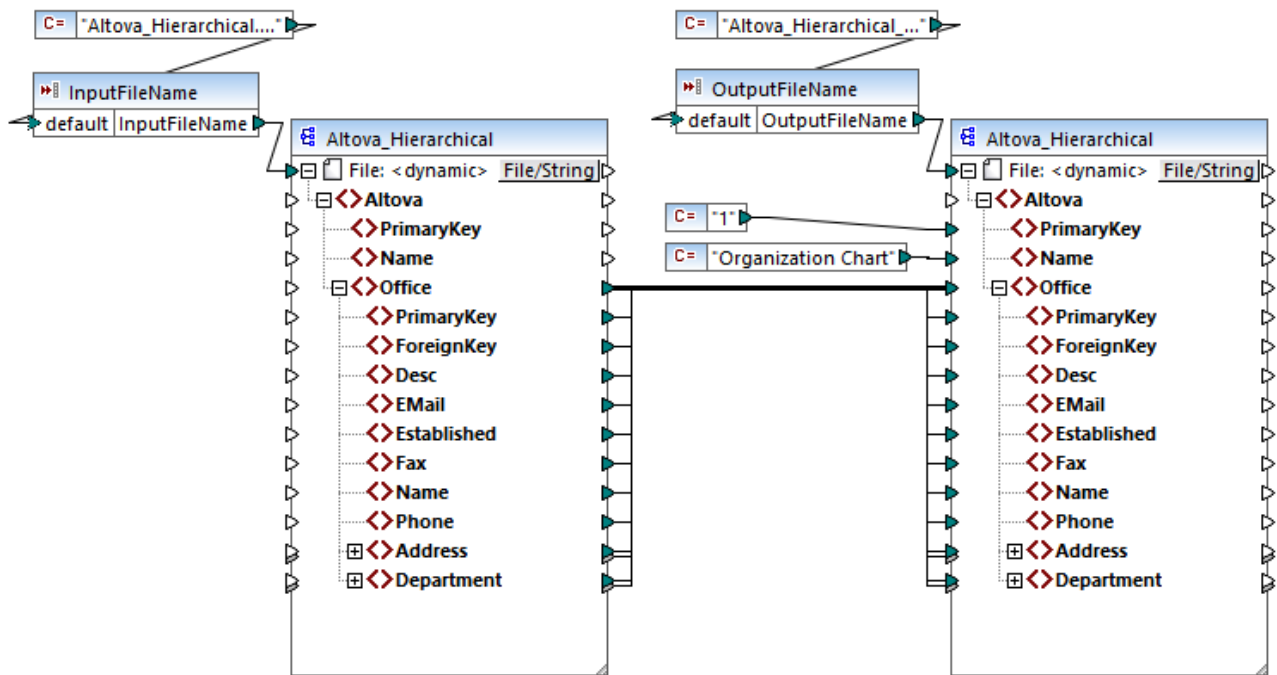 C= "Altova_Hierarchical....."
C= "Altova_Hierarchical_..."
InputFileName
OutputFileName
default InputFileName
default OutputFileName
Altova_Hierarchical
File: <dynamic> File/String
Altova
PrimaryKey
Name
Office
PrimaryKey
ForeignKey
Desc
EMail
Established
Fax
Name
Phone
Address
Department
C= "1"
C= "Organization Chart"
Altova_Hierarchical
File: <dynamic> File/String
Altova
PrimaryKey
Name
Office
PrimaryKey
ForeignKey
Desc
EMail
Established
Fax
Name
Phone
Address
Department